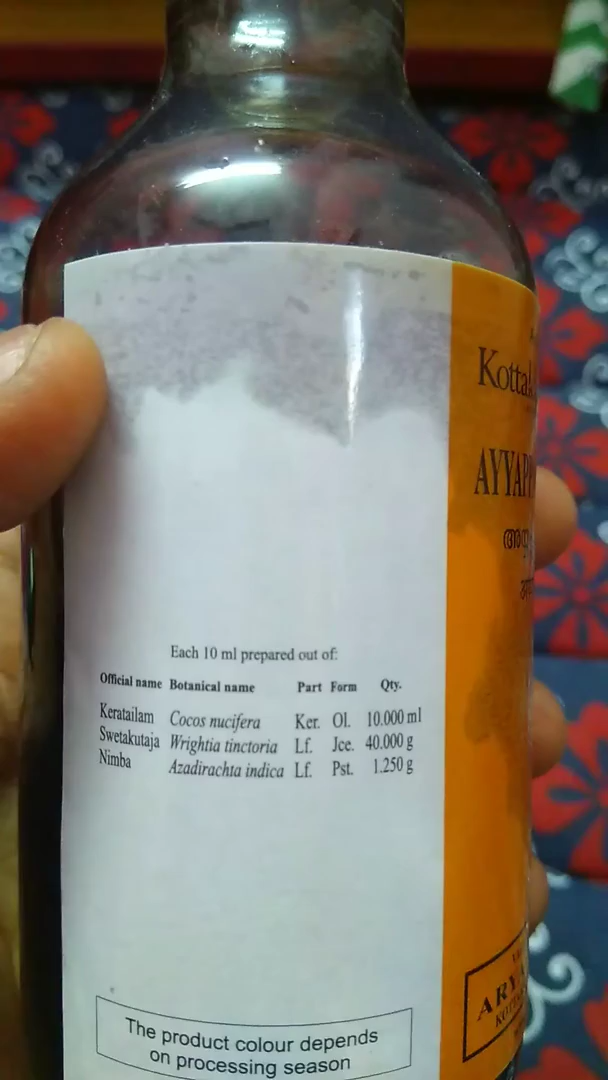 Each 10 ml prepared out of:
Official name Botanical name Part Form Qty.
Keratailam Cocos nucifera Ker. Ol. 10.000 ml
Swetakutaja Wrightia tinctoria Lf. Jce. 40.000 g
Nimba Azadirachta indica Lf. Pst. 1.250 g
The product colour depends
on processing season
Kotta
AYYAP
ARYA